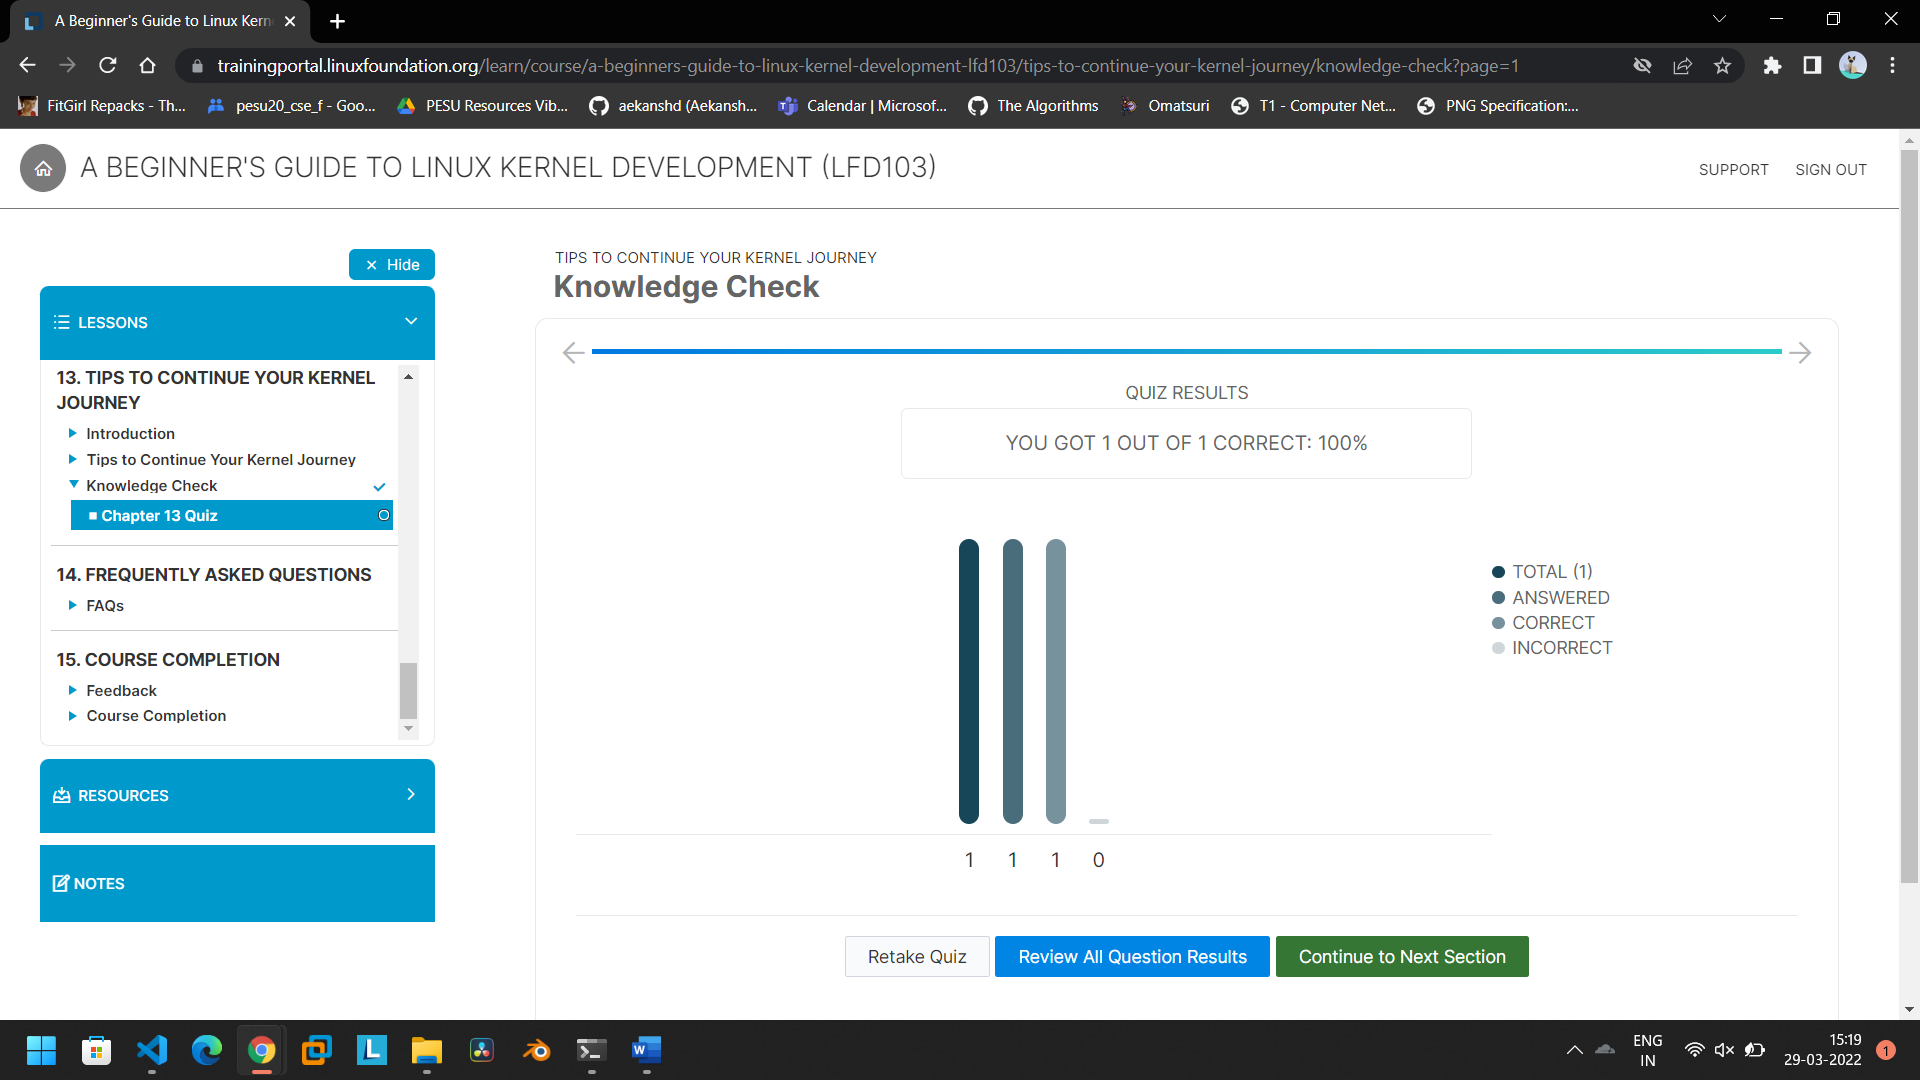 A Beginner's Guide to Linux Kern
trainingportal.linuxfoundation.org/learn/course/a-beginners-guide-to-linux-kernel-development-lfd103/tips-to-continue-your-kernel-journey/knowledge-check?page=1
FitGirl Repacks - Th... pesu20_cse_f - Goo... PESU Resources Vib... aekanshd (Aekansh... Calendar | Microsof... The Algorithms Omatsuri T1 - Computer Net... PNG Specification:...
A BEGINNER'S GUIDE TO LINUX KERNEL DEVELOPMENT (LFD103)
SUPPORT SIGN OUT
Hide
LESSONS
13. TIPS TO CONTINUE YOUR KERNEL
JOURNEY
Introduction
Tips to Continue Your Kernel Journey
Knowledge Check
Chapter 13 Quiz
14. FREQUENTLY ASKED QUESTIONS
FAQs
15. COURSE COMPLETION
Feedback
Course Completion
RESOURCES
NOTES
TIPS TO CONTINUE YOUR KERNEL JOURNEY
Knowledge Check
QUIZ RESULTS
YOU GOT 1 OUT OF 1 CORRECT: 100%
TOTAL (1)
ANSWERED
CORRECT
INCORRECT
1 1 1 0
Retake Quiz Review All Question Results Continue to Next Section
ENG
IN
15:19
29-03-2022
1